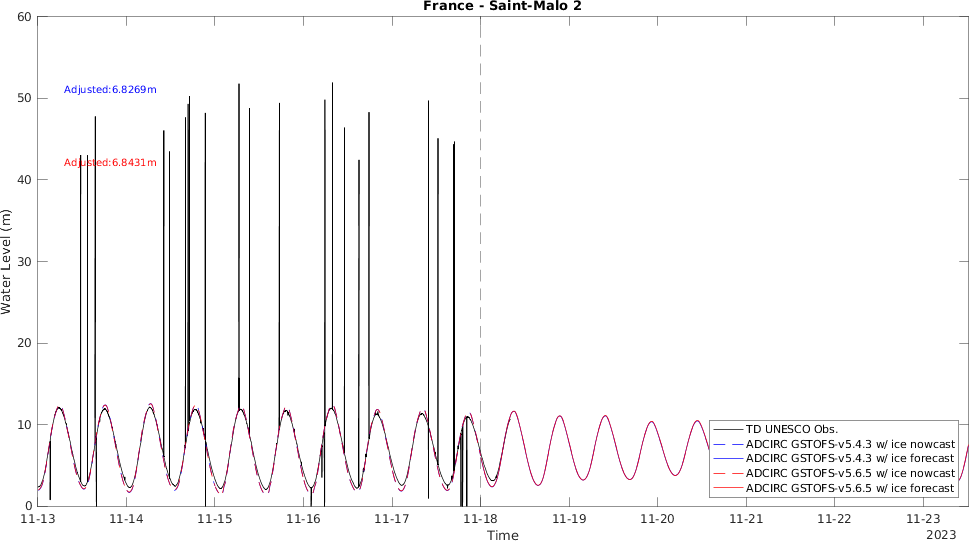 France - Saint-Malo 2
60
50
40
30
20
10
0
Water Level (m)
Adjusted:6.8269m
Adjusted:6.8431m
TD UNESCO Obs.
ADCIRC GSTOFS-v5.4.3 w/ ice nowcast
ADCIRC GSTOFS-v5.4.3 w/ ice forecast
ADCIRC GSTOFS-v5.6.5 w/ ice nowcast
ADCIRC GSTOFS-v5.6.5 w/ ice forecast
11-13 11-14 11-15 11-16 11-17 11-18 11-19 11-20 11-21 11-22 11-23
Time
2023